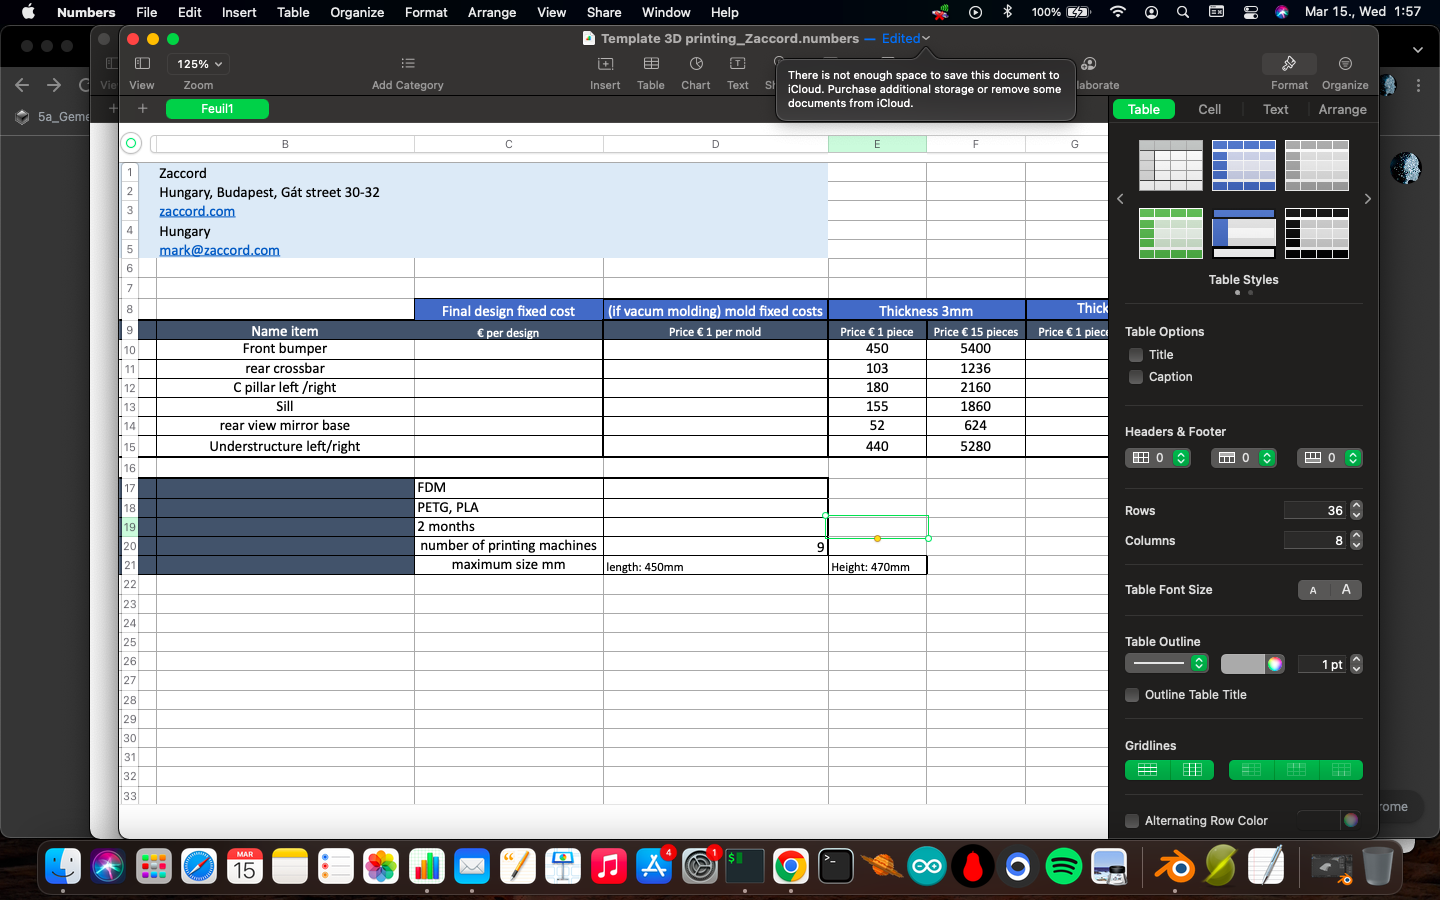 Numbers File Edit Insert Table Organize Format Arrange View Share Window Help 100% Mar 15., Wed 1:57
Template 3D printing_Zaccord.numbers — Edited
125%
View Zoom Add Category Insert Table Chart Text Format Organize
There is not enough space to save this document to
iCloud. Purchase additional storage or remove some
documents from iCloud.
Feuil1
Table Cell Text Arrange
B C D E F G
1 Zaccord
2 Hungary, Budapest, Gát street 30-32
3 zaccord.com
4 Hungary
5 mark@zaccord.com
6
7
8 Final design fixed cost (if vacum molding) mold fixed costs Thickness 3mm Thick
9 Name item € per design Price € 1 per mold Price € 1 piece Price € 15 pieces Price € 1 piece
10 Front bumper 450 5400
11 rear crossbar 103 1236
12 C pillar left /right 180 2160
13 Sill 155 1860
14 rear view mirror base 52 624
15 Understructure left/right 440 5280
16
17 FDM
18 PETG, PLA
19 2 months
20 number of printing machines 9
21 maximum size mm length: 450mm Height: 470mm
22
23
24
25
26
27
28
29
30
31
32
33
Table Styles
Table Options
Title
Caption
Headers & Footer
0 0 0
Rows 36
Columns 8
Table Font Size A A
Table Outline
1 pt
Outline Table Title
Gridlines
Alternating Row Color
MAR
15
4
1